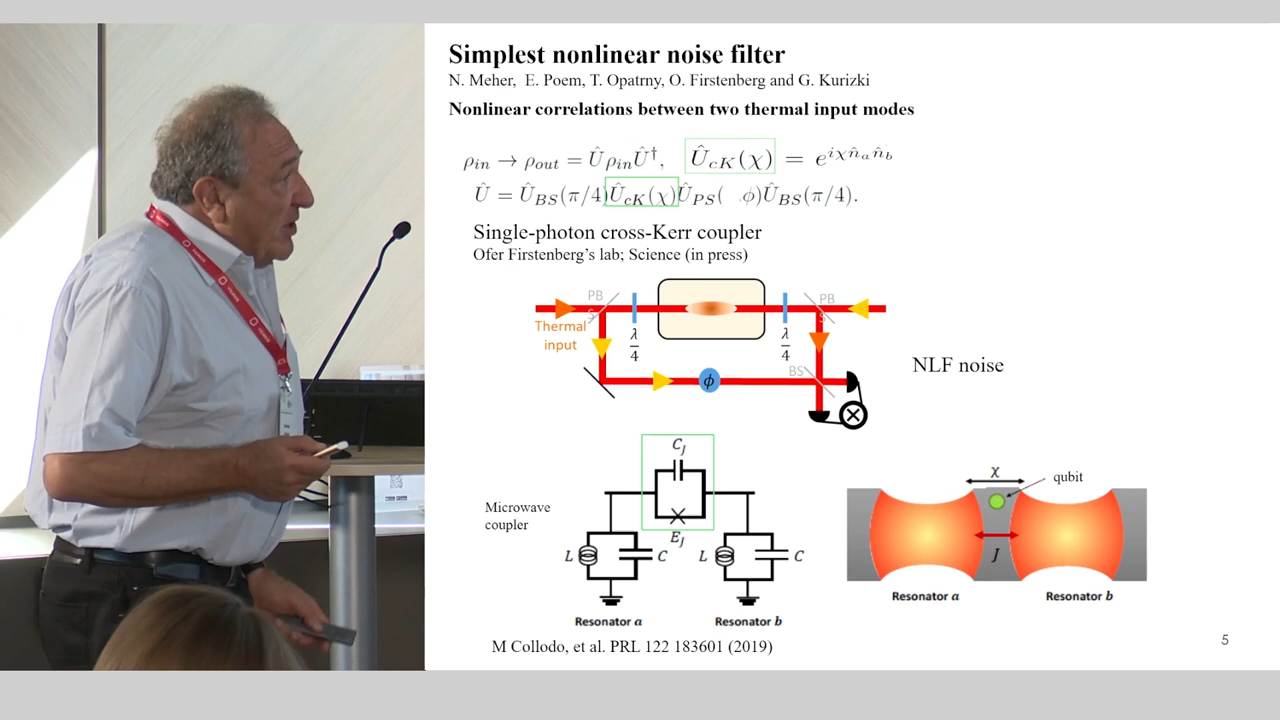 Simplest nonlinear noise filter
N. Meher, E. Poem, T. Opatrny, O. Firstenberg and G. Kurizki
Nonlinear correlations between two thermal input modes
ρ_in → ρ_out = Ûρ_inÛ†, Û_cK(χ) = e^{iχn̂_a n̂_b}
Û = Û_BS(π/4)Û_cK(χ)Û_PS( ϕ)Û_BS(π/4).
Single-photon cross-Kerr coupler
Ofer Firstenberg's lab; Science (in press)
PB
S
PB
S
Thermal
input
λ
4
λ
4
ϕ
BS
NLF noise
C_J
E_J
Microwave
coupler
L
C
L
C
Resonator a
Resonator b
χ
qubit
J
Resonator a
Resonator b
M Collodo, et al. PRL 122 183601 (2019)
5